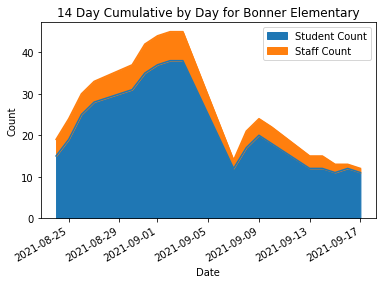 14 Day Cumulative by Day for Bonner Elementary
Student Count
Staff Count
Count
40
30
20
10
0
2021-08-25
2021-08-29
2021-09-01
2021-09-05
2021-09-09
2021-09-13
2021-09-17
Date